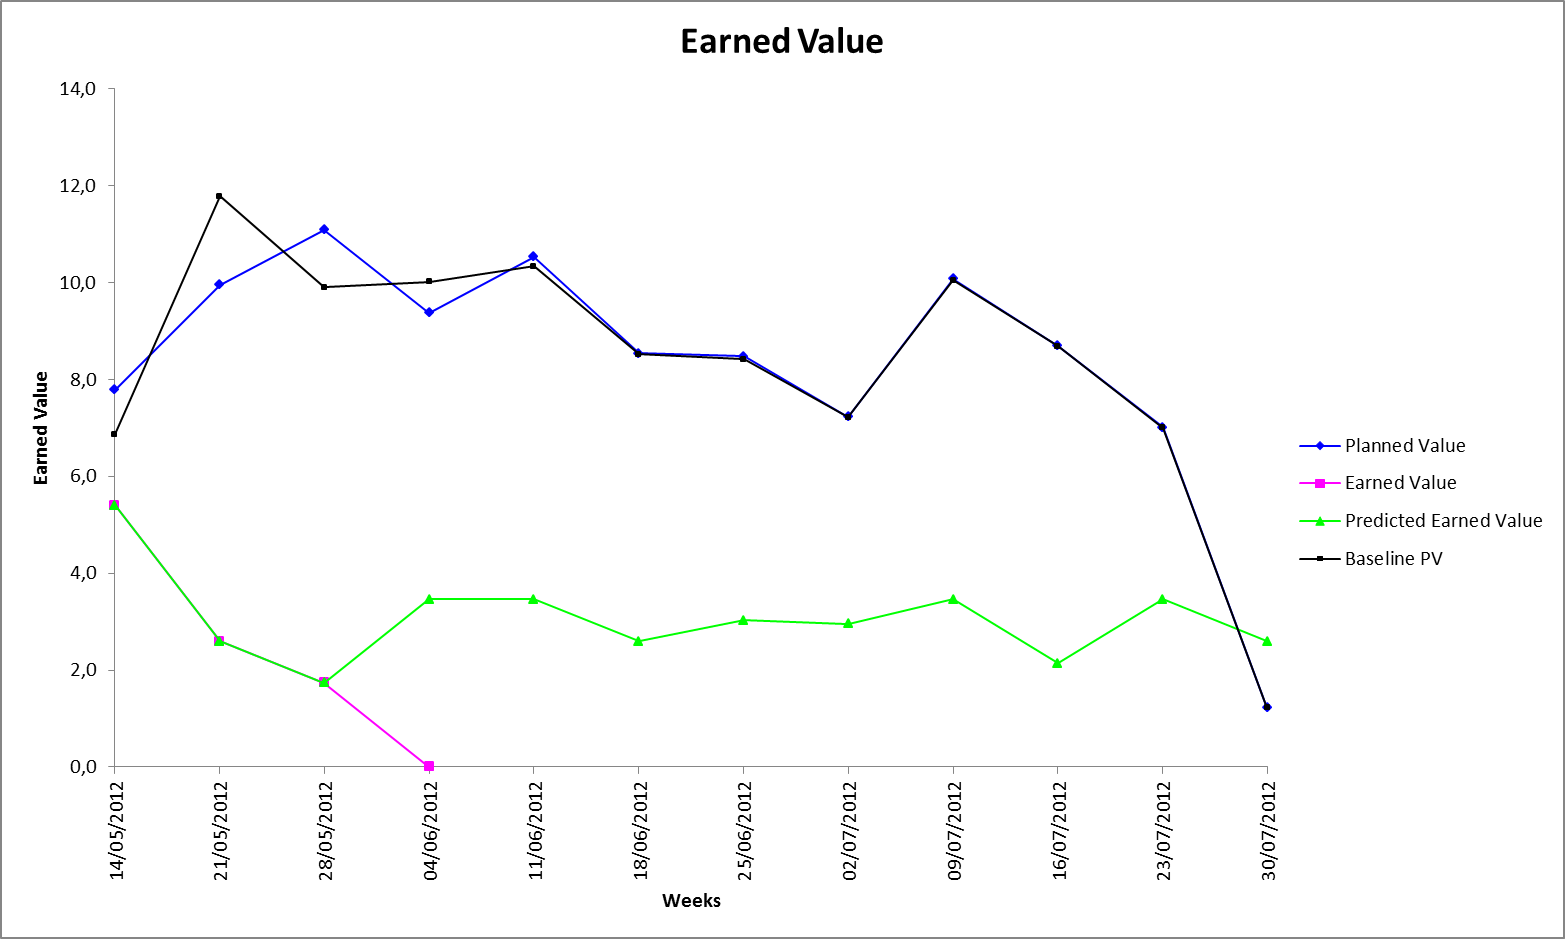 Earned Value
14,0
12,0
10,0
8,0
6,0
4,0
2,0
0,0
Earned Value
14/05/2012
21/05/2012
28/05/2012
04/06/2012
11/06/2012
18/06/2012
25/06/2012
02/07/2012
09/07/2012
16/07/2012
23/07/2012
30/07/2012
Weeks
Planned Value
Earned Value
Predicted Earned Value
Baseline PV